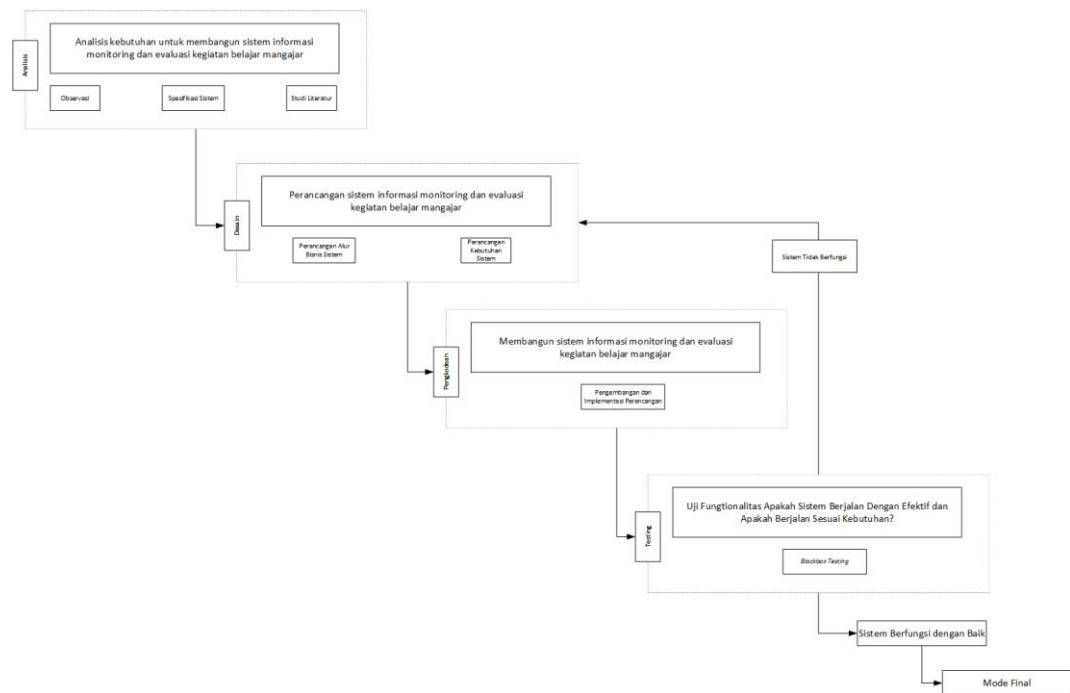 Analisis
Analisis kebutuhan untuk membangun sistem informasi
monitoring dan evaluasi kegiatan belajar mangajar
Observasi
Spesifikasi Sistem
Studi Literatur
Desain
Perancangan sistem informasi monitoring dan evaluasi
kegiatan belajar mangajar
Perancangan Alur
Bisnis Sistem
Perancangan
Kebutuhan
Sistem
Sistem Tidak Berfungsi
Pengkodean
Membangun sistem informasi monitoring dan evaluasi
kegiatan belajar mangajar
Pengembangan dan
Implementasi Perancangan
Testing
Uji Fungtionalitas Apakah Sistem Berjalan Dengan Efektif dan
Apakah Berjalan Sesuai Kebutuhan?
Blackbox Testing
Sistem Berfungsi dengan Baik
Mode Final